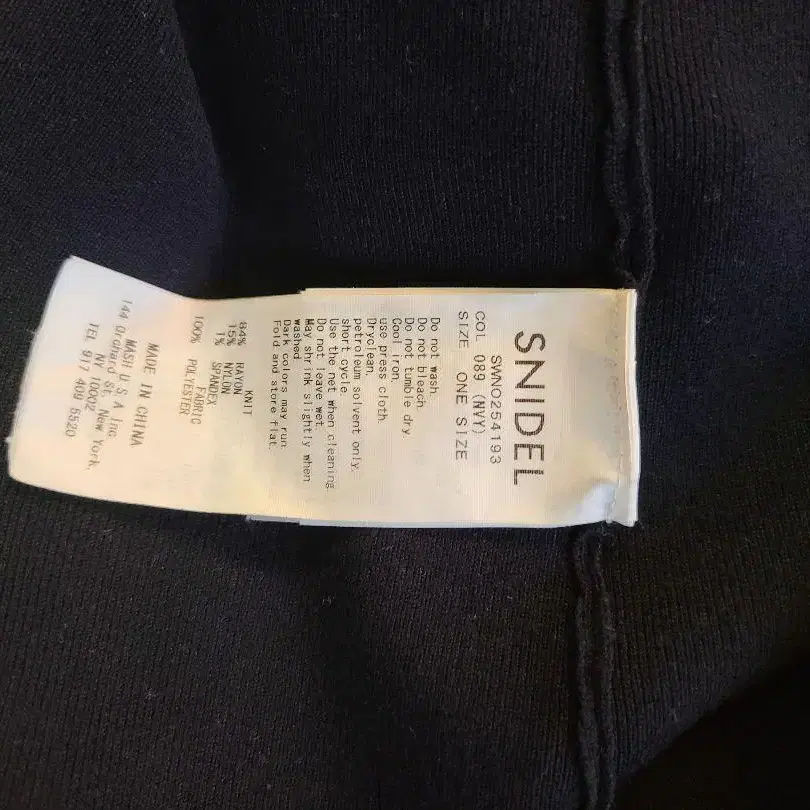 SNIDEL
SWNO254193
COL 089 (NVY)
SIZE ONE SIZE
Do not wash
Do not bleach
Do not tumble dry.
Cool iron.
use press cloth
Dryclean.
petroleum solvent only.
short cycle
Use the net when cleaning
Do not leave wet.
May shrink slightly when
washed.
Dark colors may run.
Fold and store flat.
KNIT
84% RAYON
15% NYLON
1% SPANDEX
FABRIC
100% POLYESTER
MADE IN CHINA
MASH U.S.A. Inc
144 Orchard St, New York,
NY 10002
TEL 917 409 5520